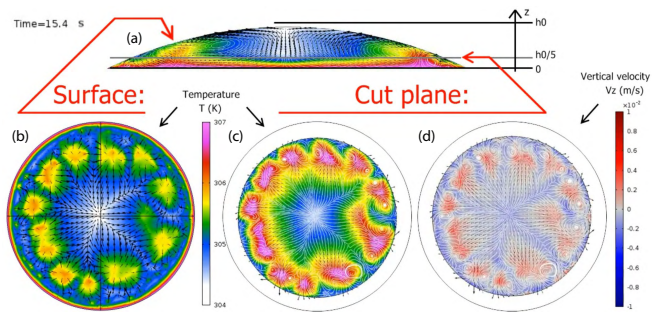 Time=15.4 s
(a)
z
h0
h0/5
0
Surface:
Temperature
T (K)
Cut plane:
Vertical velocity
Vz (m/s)
(b)
(c)
(d)
307
306
305
304
×10⁻²
1
0.8
0.6
0.4
0.2
0
-0.2
-0.4
-0.6
-0.8
-1